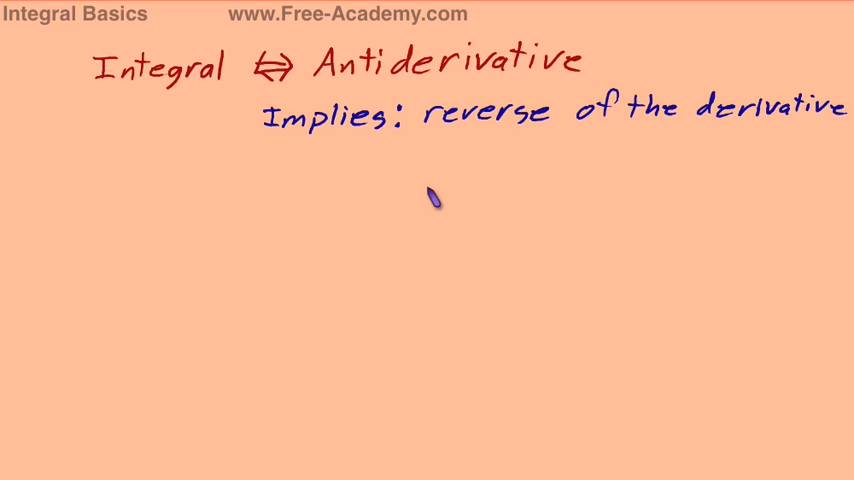 Integral Basics www.Free-Academy.com
Integral ⇔ Antiderivative
Implies: reverse of the derivative